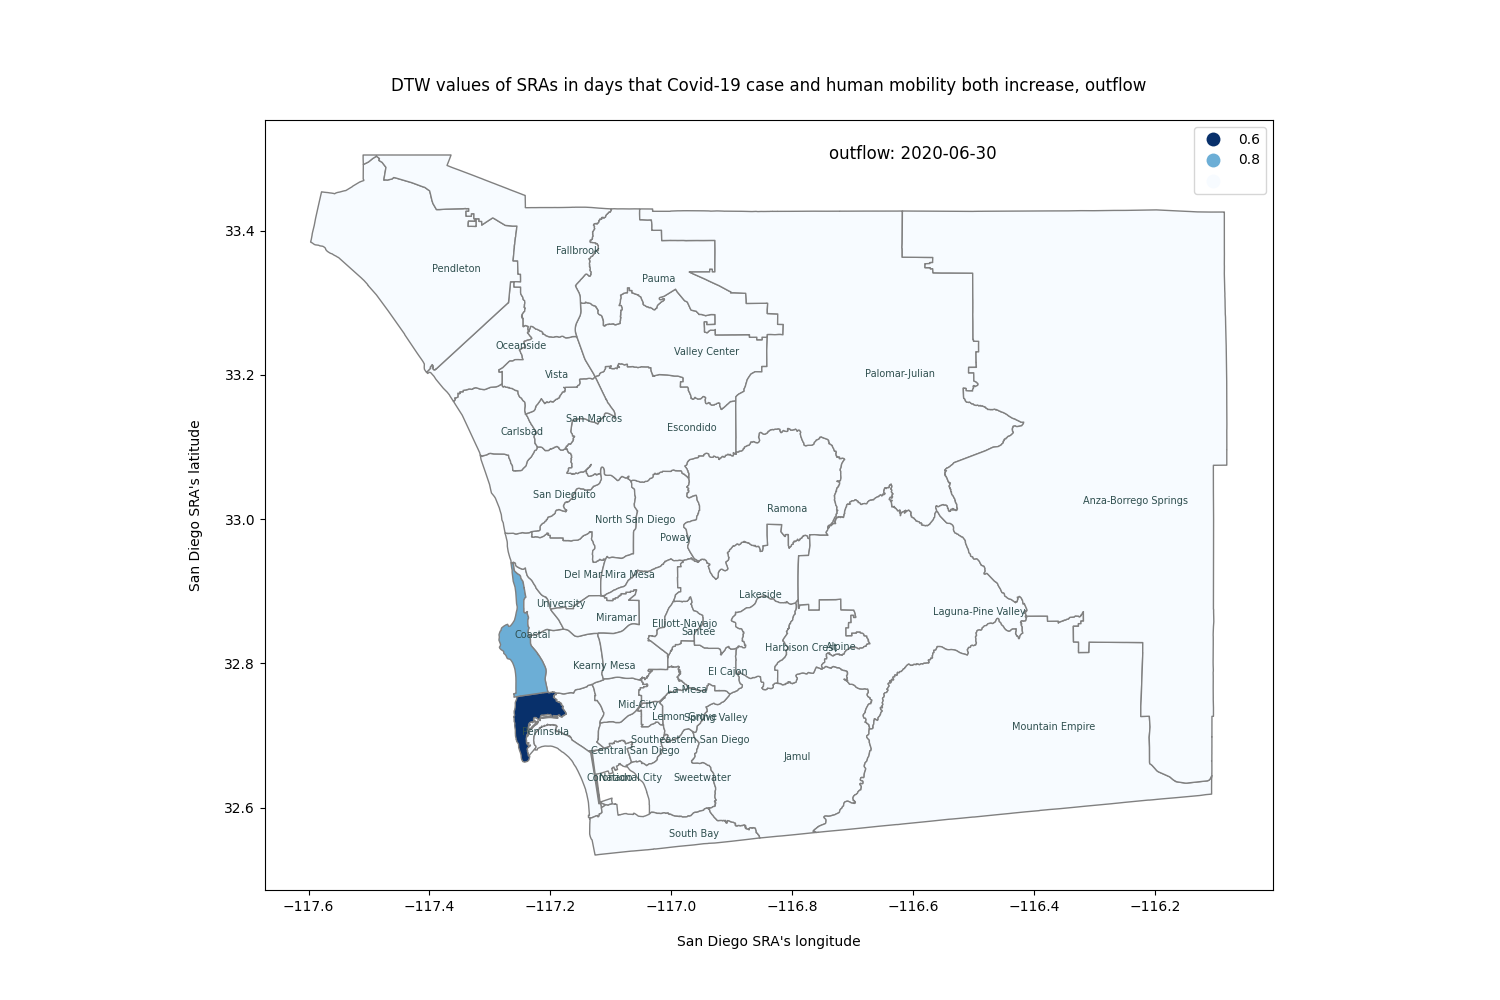 DTW values of SRAs in days that Covid-19 case and human mobility both increase, outflow
outflow: 2020-06-30
0.6
0.8
San Diego SRA's latitude
33.4
33.2
33.0
32.8
32.6
Fallbrook
Pendleton
Pauma
Oceanside
Valley Center
Vista
Palomar-Julian
San Marcos
Carlsbad
Escondido
San Dieguito
Anza-Borrego Springs
Ramona
North San Diego
Poway
Del Mar-Mira Mesa
Lakeside
University
Laguna-Pine Valley
Miramar
Elliott-Navajo
Santee
Coastal
Harbison Crest
Alpine
Kearny Mesa
El Cajon
La Mesa
Mid-City
Lemon Grove
Spring Valley
Mountain Empire
Peninsula
Southeastern San Diego
Central San Diego
Jamul
Coronado
National City
Sweetwater
South Bay
−117.6
−117.4
−117.2
−117.0
−116.8
−116.6
−116.4
−116.2
San Diego SRA's longitude